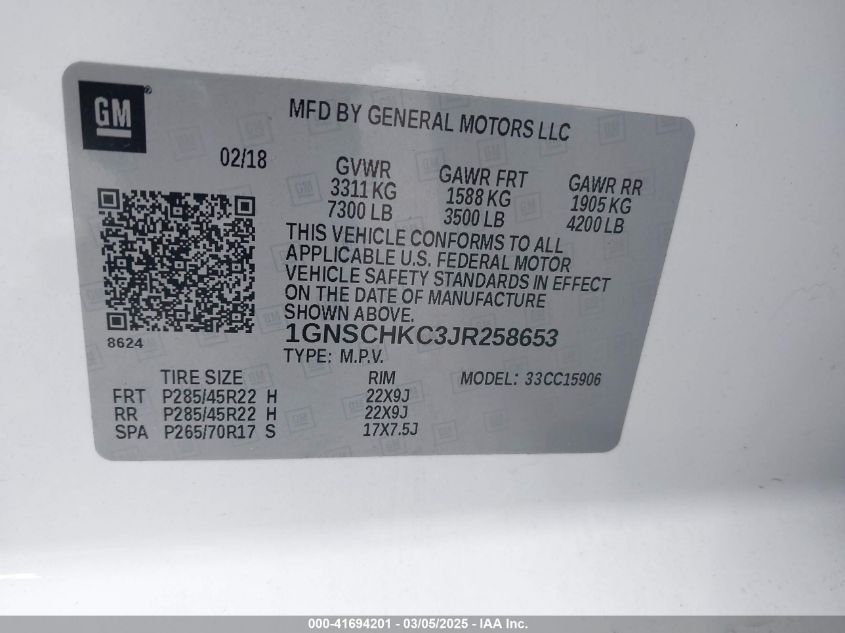 GM®
MFD BY GENERAL MOTORS LLC
02/18
GVWR
3311 KG
7300 LB
GAWR FRT
1588 KG
3500 LB
GAWR RR
1905 KG
4200 LB
THIS VEHICLE CONFORMS TO ALL
APPLICABLE U.S. FEDERAL MOTOR
VEHICLE SAFETY STANDARDS IN EFFECT
ON THE DATE OF MANUFACTURE
SHOWN ABOVE.
1GNSCHKC3JR258653
8624
TYPE: M.P.V.
TIRE SIZE RIM MODEL: 33CC15906
FRT P285/45R22 H 22X9J
RR P285/45R22 H 22X9J
SPA P265/70R17 S 17X7.5J
000-41694201 - 03/05/2025 - IAA Inc.